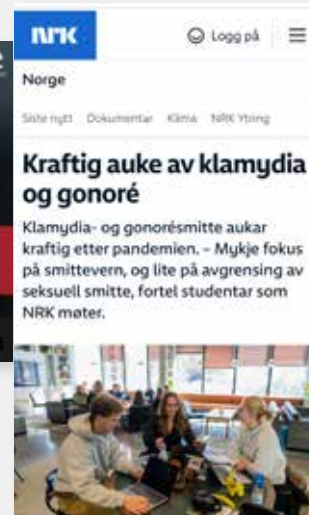 NRK
Logg på
Norge
Siste nytt Dokumentar Klima NRK Ytring
Kraftig auke av klamydia
og gonoré
Klamydia- og gonorésmitte aukar
kraftig etter pandemien. – Mykje fokus
på smittevern, og lite på avgrensing av
seksuell smitte, fortel studentar som
NRK møter.